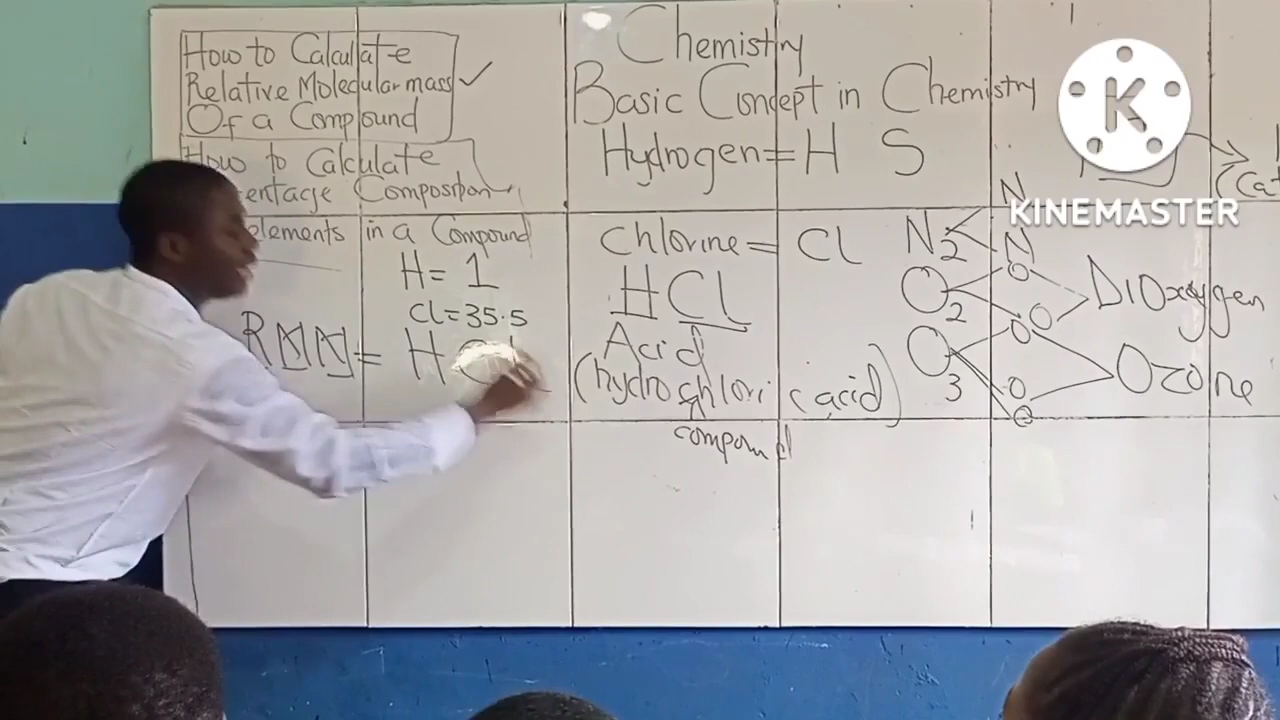 How to Calculate
Relative Molecular mass ✓
Of a Compound
How to Calculate
entage Composition
elements in a Compound
H = 1
Cl = 35.5
RMM = H
Chemistry
Basic Concept in Chemistry
Hydrogen = H S
Chlorine = Cl
HCl
Acid
(hydrochloric acid)
compound
N2 N
N
O2 O
O
O DIOxygen
O3 O
O
Ozone
(Cat
K
KINEMASTER